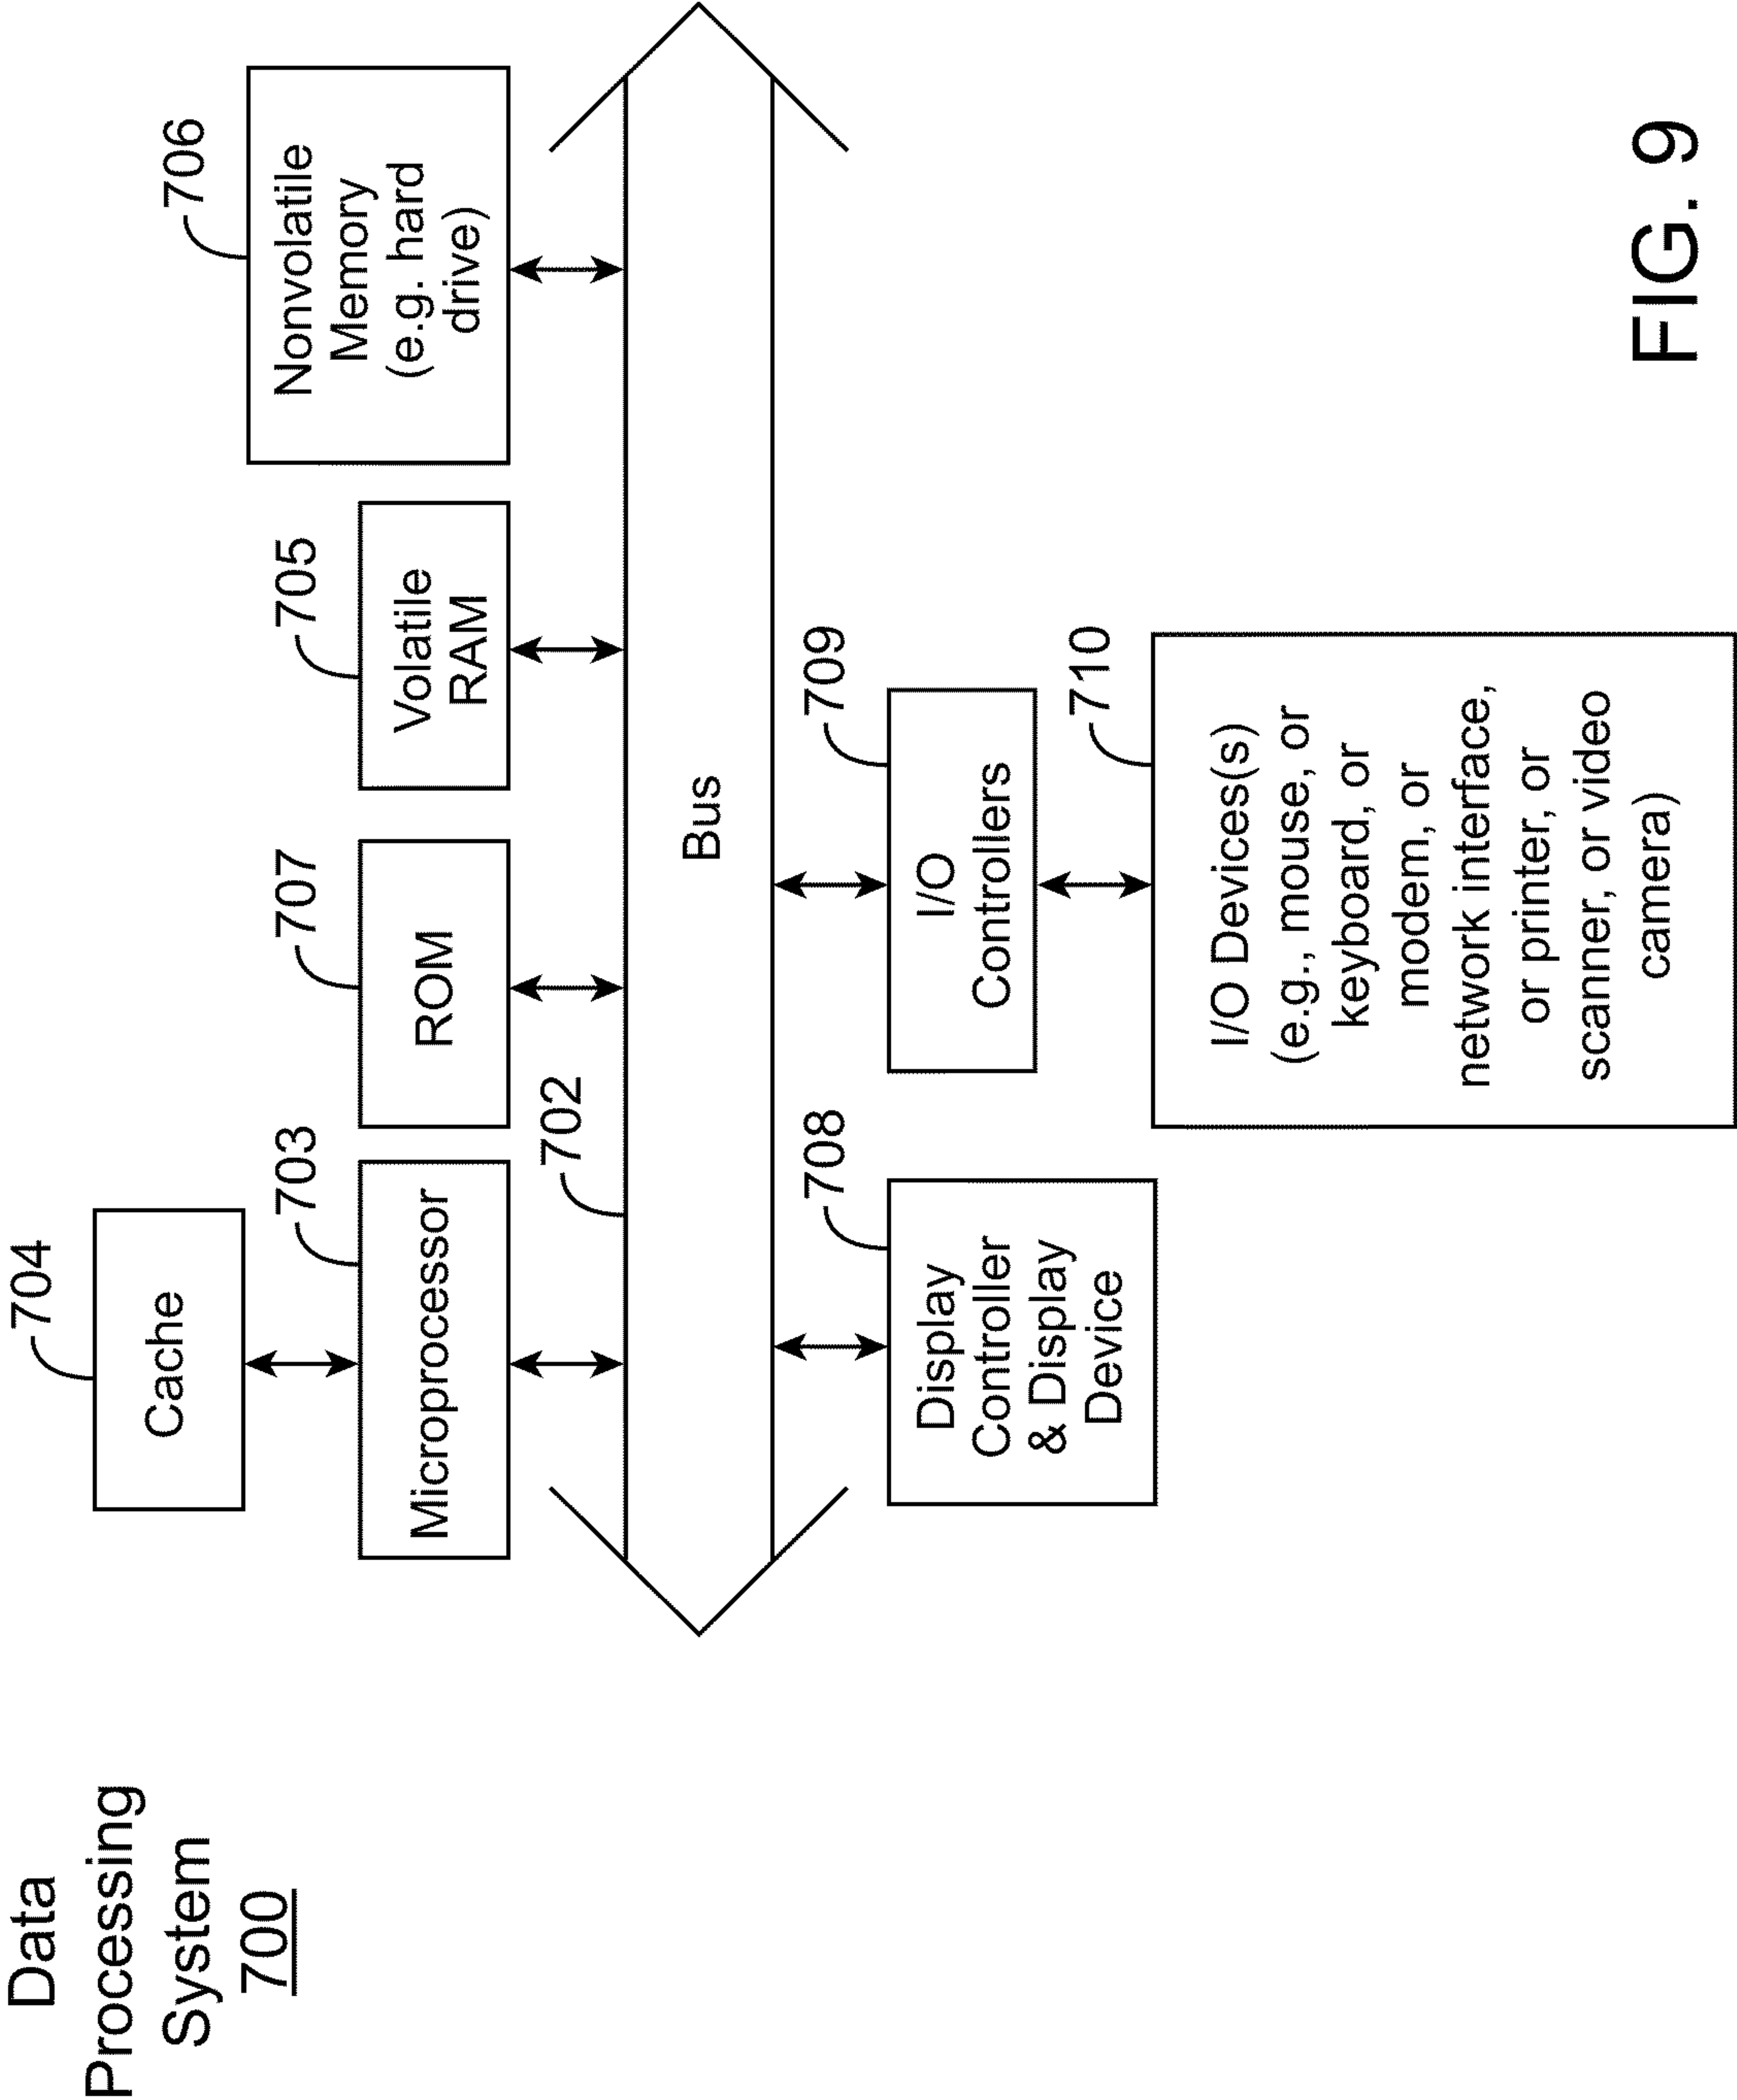 Data
Processing
System
700
704
Cache
703
Microprocessor
707
ROM
705
Volatile
RAM
706
Nonvolatile
Memory
(e.g. hard
drive)
702
Bus
708
Display
Controller
& Display
Device
709
I/O
Controllers
710
I/O Devices(s)
(e.g., mouse, or
keyboard, or
modem, or
network interface,
or printer, or
scanner, or video
camera)
FIG. 9